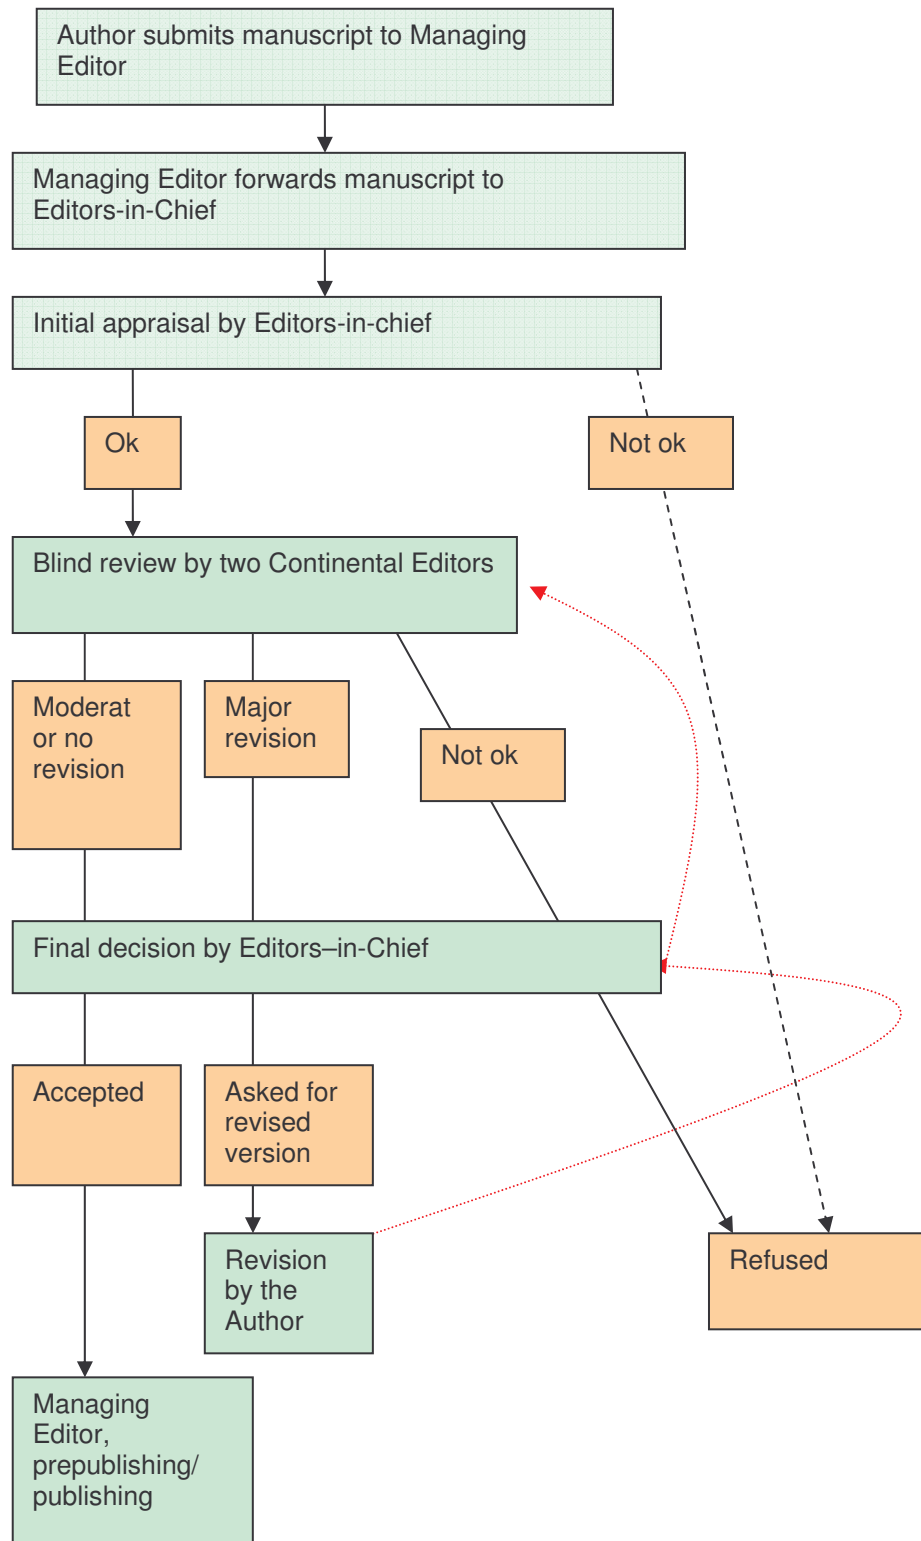 Author submits manuscript to Managing
Editor
Managing Editor forwards manuscript to
Editors-in-Chief
Initial appraisal by Editors-in-chief
Ok
Not ok
Blind review by two Continental Editors
Moderat
or no
revision
Major
revision
Not ok
Final decision by Editors–in-Chief
Accepted
Asked for
revised
version
Revision
by the
Author
Refused
Managing
Editor,
prepublishing/
publishing